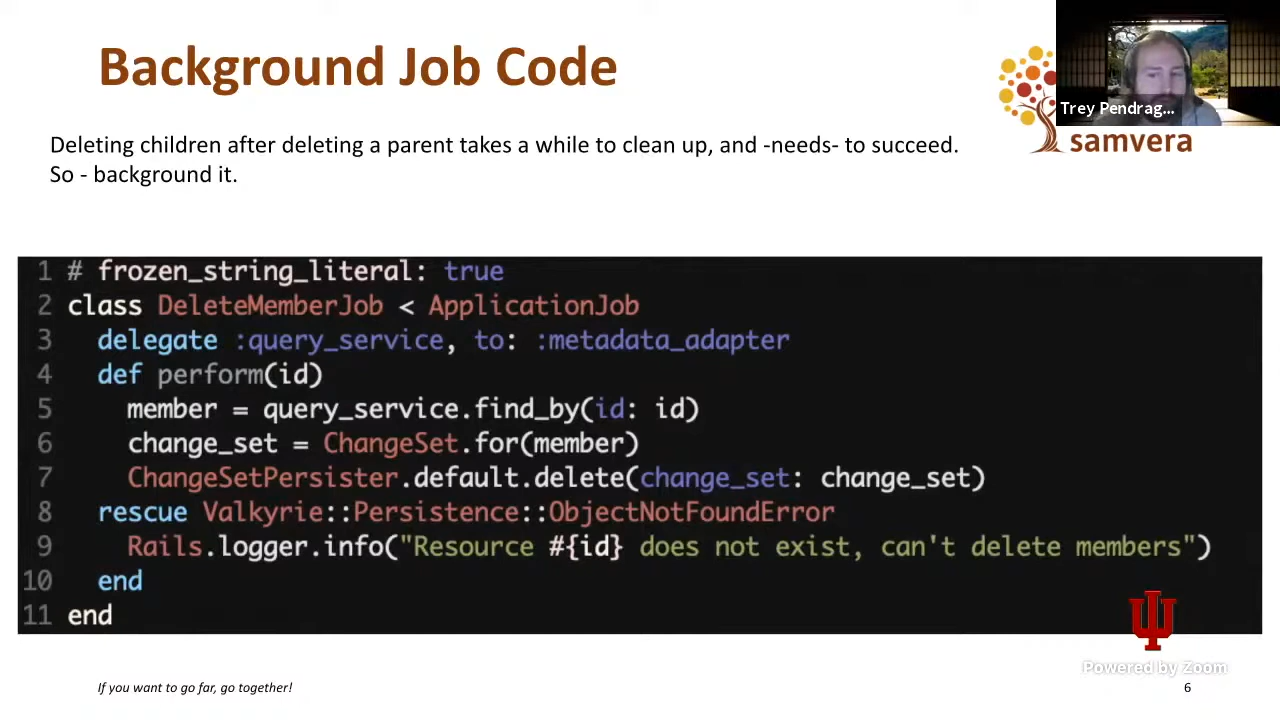 Background Job Code
Trey Pendrag...
samvera
Deleting children after deleting a parent takes a while to clean up, and -needs- to succeed.
So - background it.
1 # frozen_string_literal: true
2 class DeleteMemberJob < ApplicationJob
3   delegate :query_service, to: :metadata_adapter
4   def perform(id)
5     member = query_service.find_by(id: id)
6     change_set = ChangeSet.for(member)
7     ChangeSetPersister.default.delete(change_set: change_set)
8   rescue Valkyrie::Persistence::ObjectNotFoundError
9     Rails.logger.info("Resource #{id} does not exist, can't delete members")
10   end
11 end
Powered by Zoom
If you want to go far, go together!
6